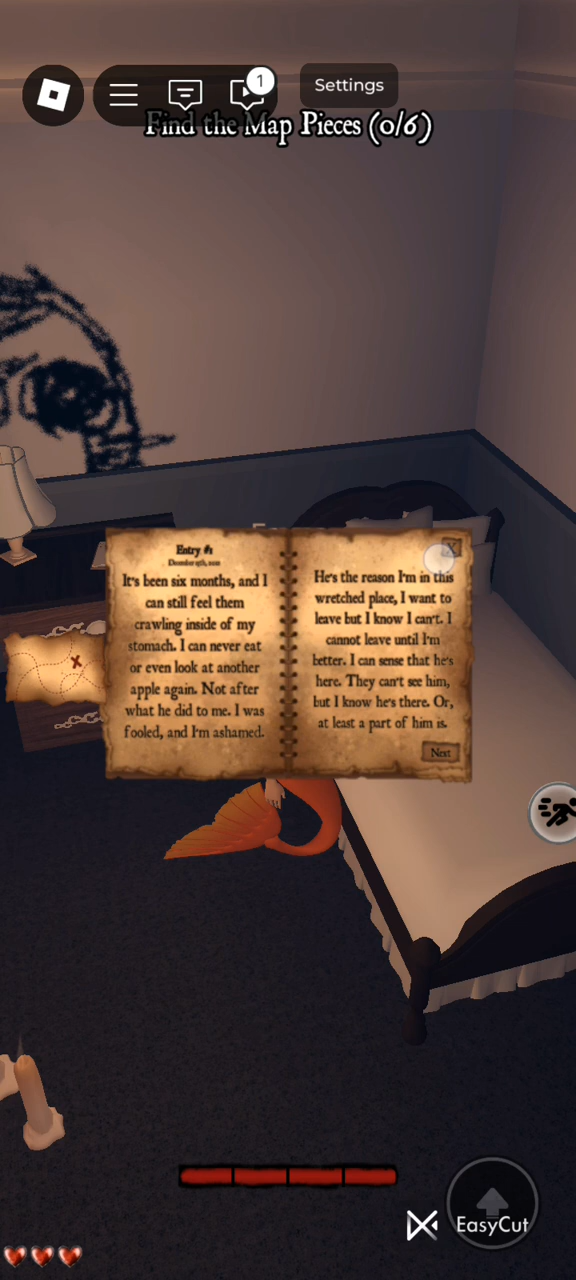 1
Settings
Find the Map Pieces (0/6)
Entry #1
It's been six months, and I
can still feel them
crawling inside of my
stomach. I can never eat
or even look at another
apple again. Not after
what he did to me. I was
fooled, and I'm ashamed.
He's the reason I'm in this
wretched place, I want to
leave but I know I can't. I
cannot leave until I'm
better. I can sense that he's
here. They can't see him,
but I know he's there. Or,
at least a part of him is.
Next
EasyCut